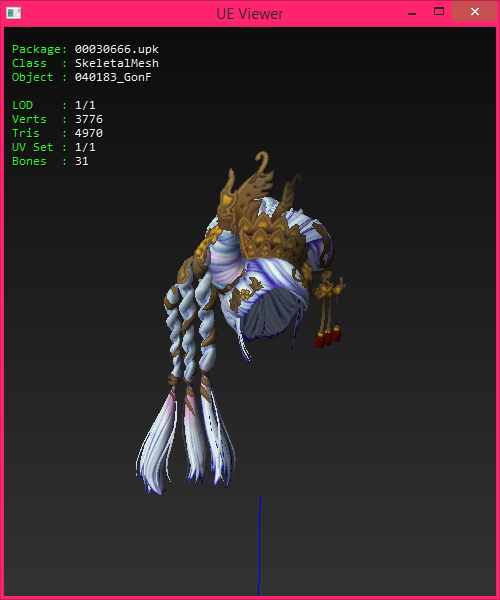 UE Viewer
Package: 00030666.upk
Class : SkeletalMesh
Object : 040183_GonF
LOD : 1/1
Verts : 3776
Tris : 4970
UV Set : 1/1
Bones : 31